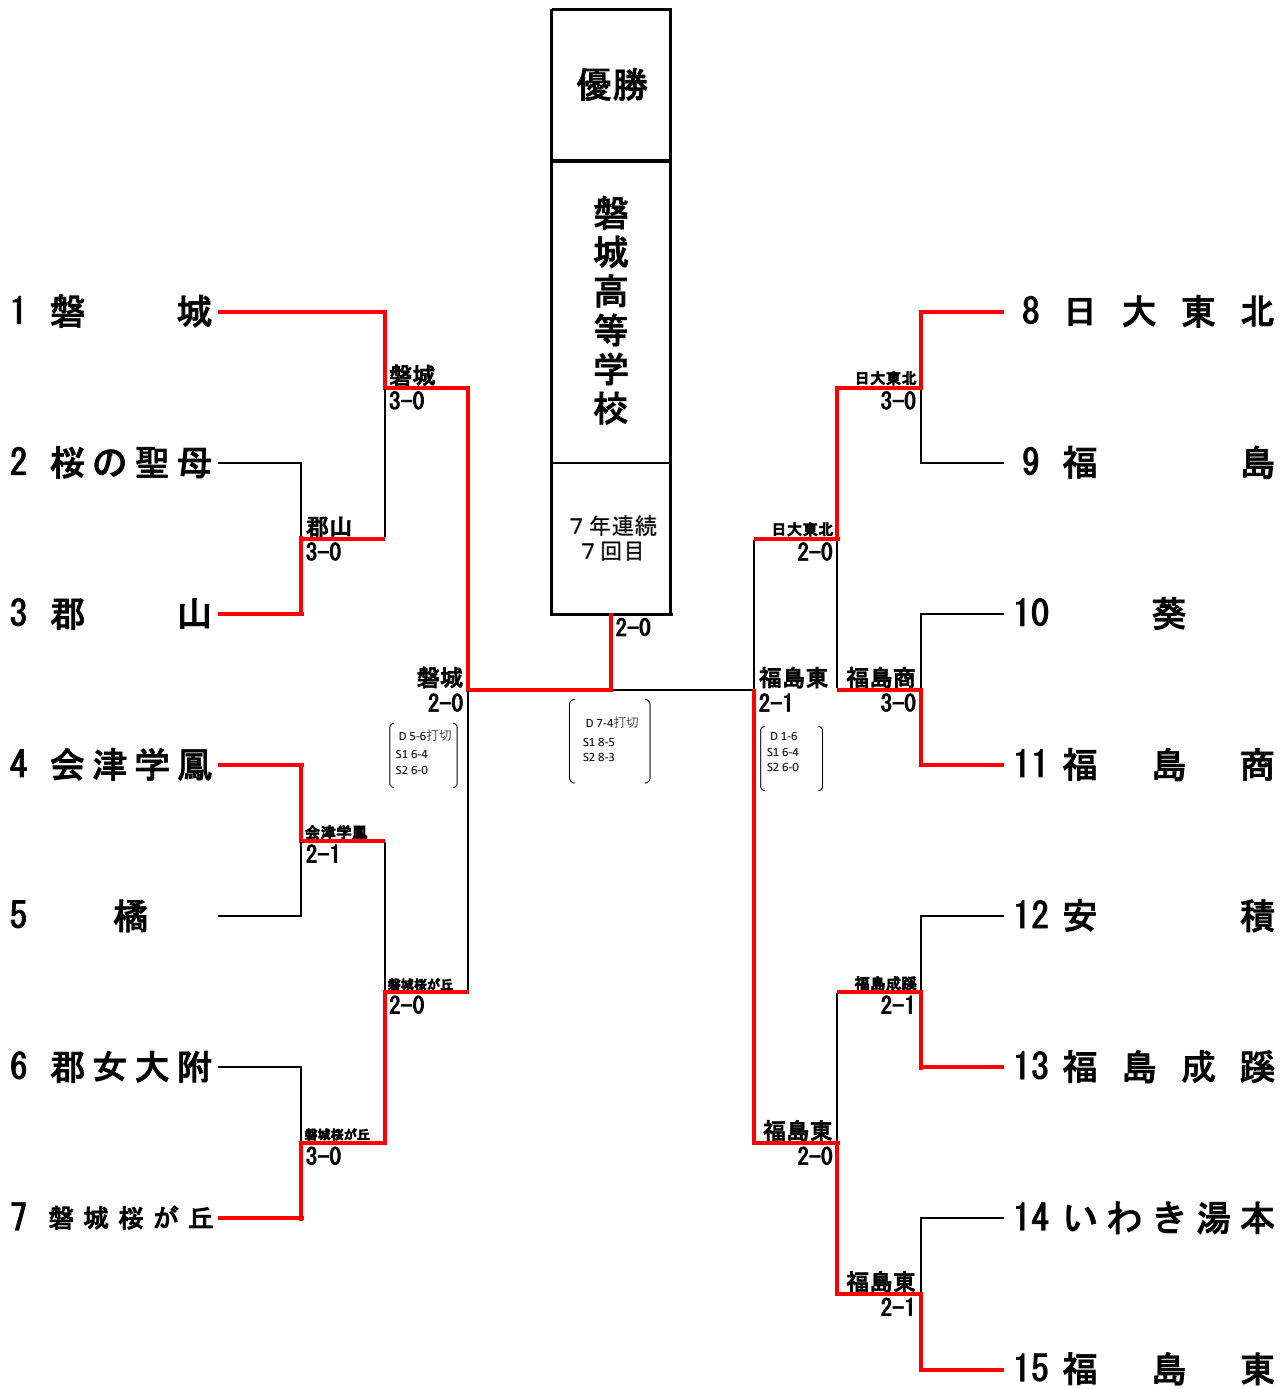 優勝
磐城高等学校
7年連続
7回目
2-0
1 磐城
2 桜の聖母
3 郡山
4 会津学鳳
5 橘
6 郡女大附
7 磐城桜が丘
磐城
3-0
郡山
3-0
会津学鳳
2-1
磐城桜が丘
2-0
磐城桜が丘
3-0
磐城
2-0
D 5-6打切
S1 6-4
S2 6-0
D 7-4打切
S1 8-5
S2 8-3
福島東
2-1
D 1-6
S1 6-4
S2 6-0
日大東北
3-0
日大東北
2-0
福島商
3-0
福島成蹊
2-1
福島東
2-0
福島東
2-1
8 日大東北
9 福島
10 葵
11 福島商
12 安積
13 福島成蹊
14 いわき湯本
15 福島東